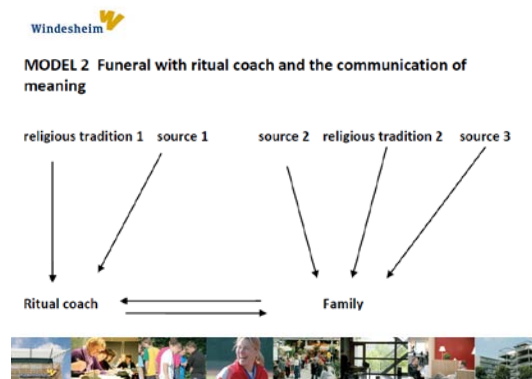 Windesheim
MODEL 2 Funeral with ritual coach and the communication of
meaning
religious tradition 1 source 1 source 2 religious tradition 2 source 3
Ritual coach Family